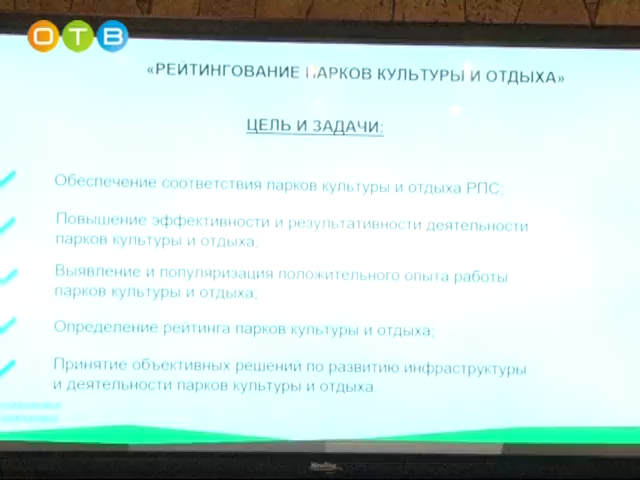 ОТВ
«РЕЙТИНГОВАНИЕ ПАРКОВ КУЛЬТУРЫ И ОТДЫХА»
ЦЕЛЬ И ЗАДАЧИ:
Обеспечение соответствия парков культуры и отдыха РПС;
Повышение эффективности и результативности деятельности
парков культуры и отдыха;
Выявление и популяризация положительного опыта работы
парков культуры и отдыха;
Определение рейтинга парков культуры и отдыха;
Принятие объективных решений по развитию инфраструктуры
и деятельности парков культуры и отдыха.